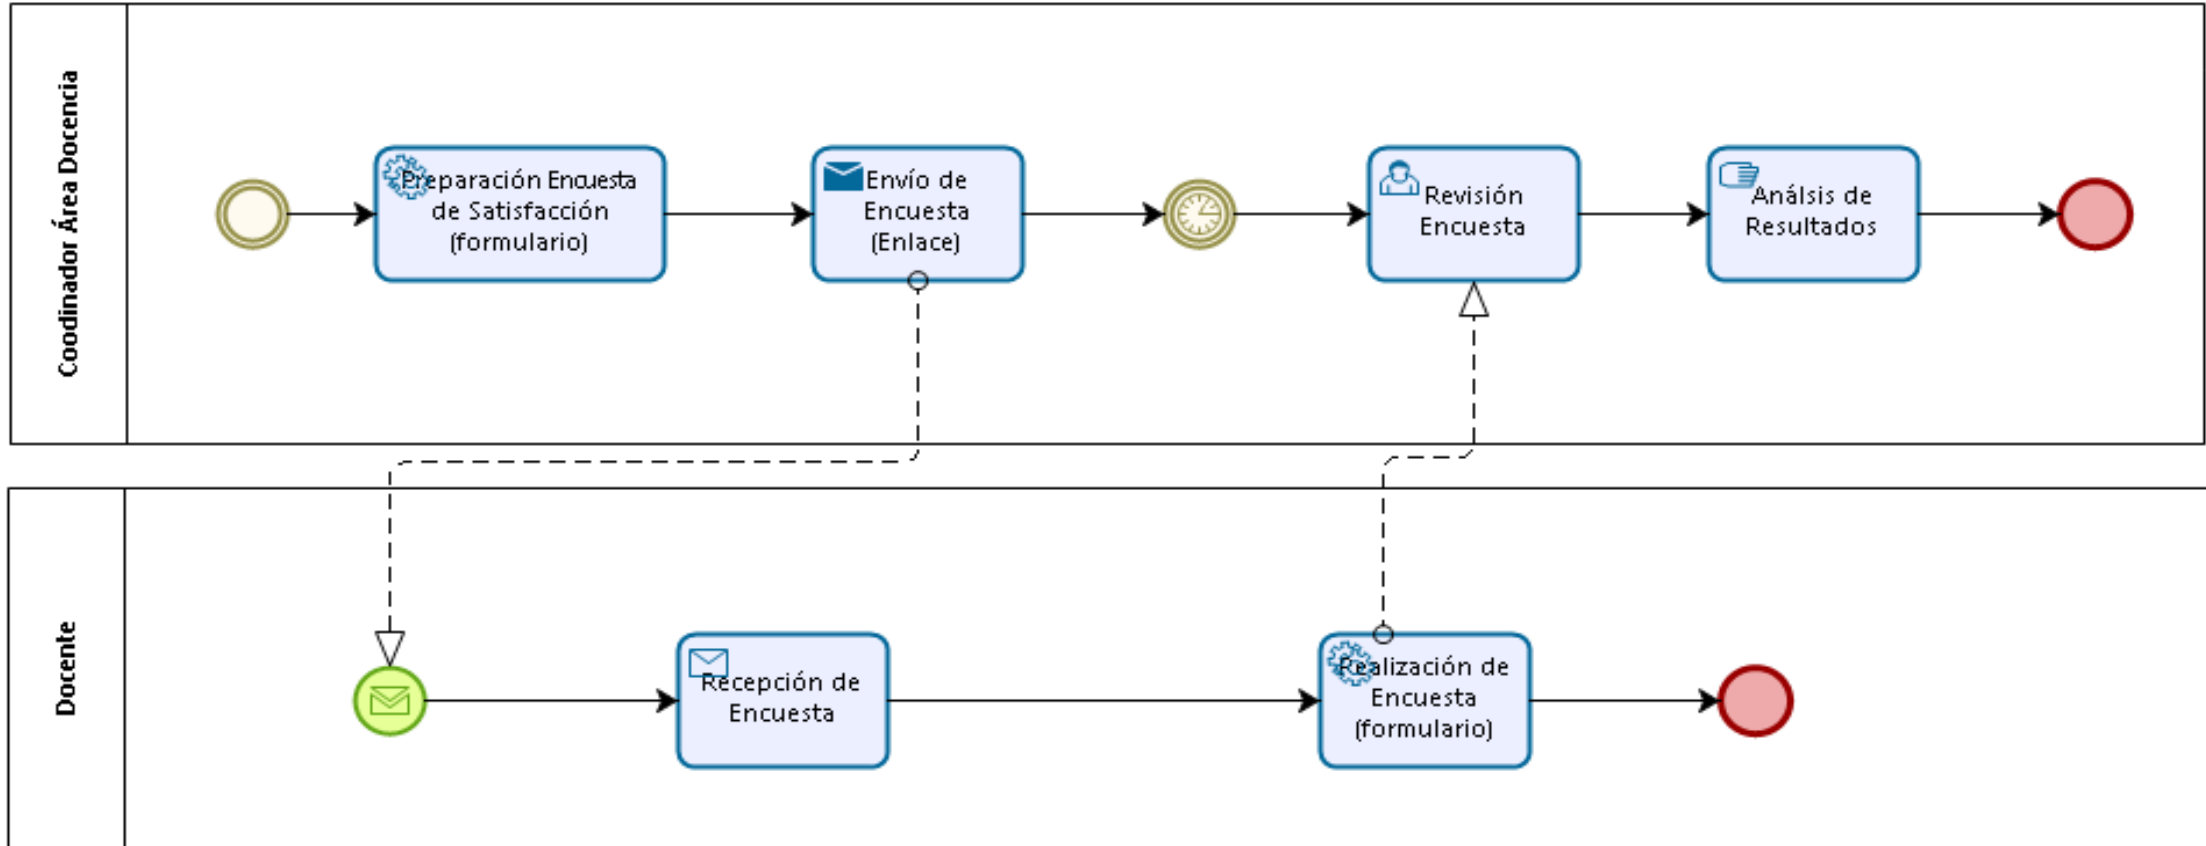 Coodinador Área Docencia
Preparación Encuesta
de Satisfacción
(formulario)
Envío de
Encuesta
(Enlace)
Revisión
Encuesta
Análsis de
Resultados
Docente
Recepción de
Encuesta
Realización de
Encuesta
(formulario)